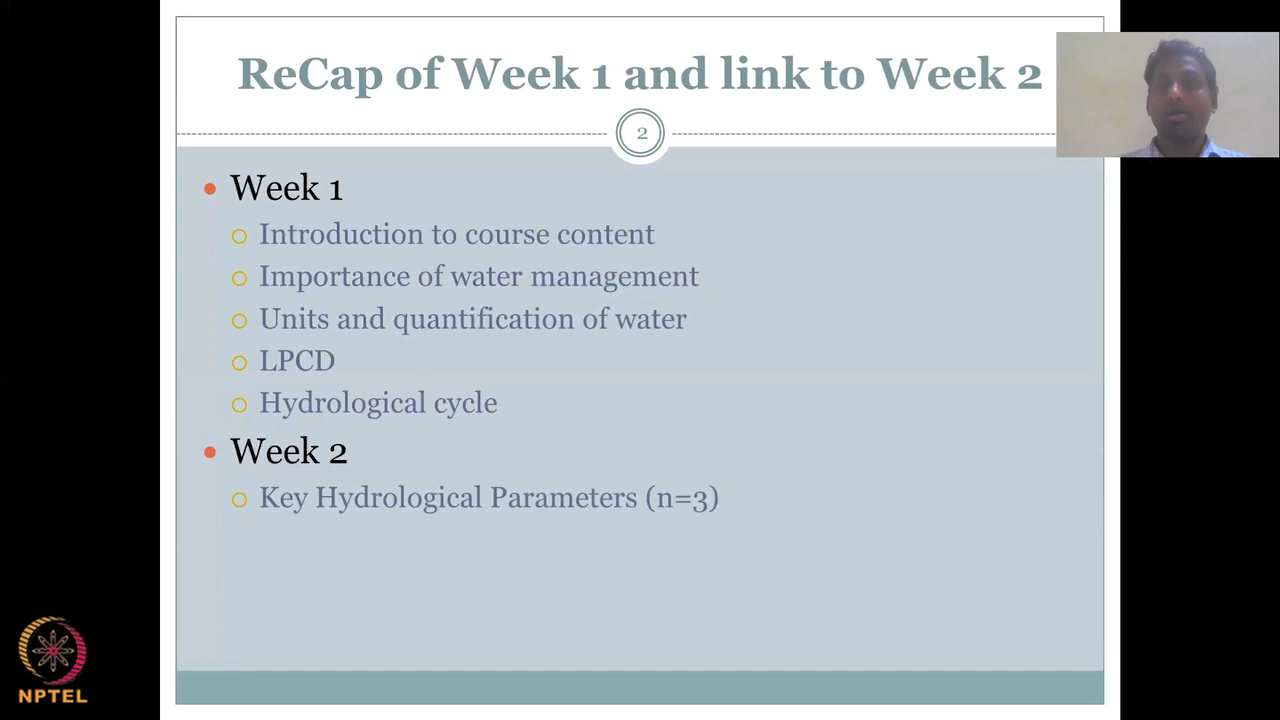 ReCap of Week 1 and link to Week 2
2
Week 1
Introduction to course content
Importance of water management
Units and quantification of water
LPCD
Hydrological cycle
Week 2
Key Hydrological Parameters (n=3)
NPTEL